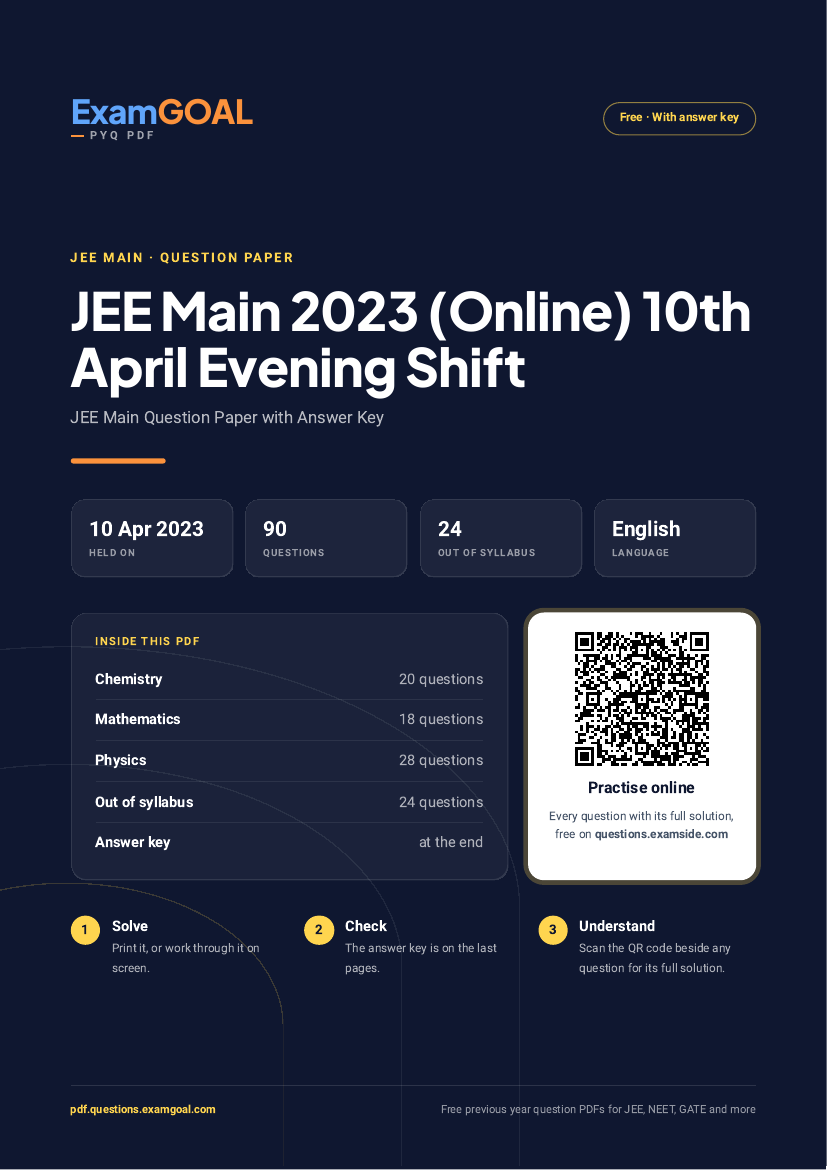 ExamGOAL
PYQ PDF
Free · With answer key
JEE MAIN · QUESTION PAPER
JEE Main 2023 (Online) 10th
April Evening Shift
JEE Main Question Paper with Answer Key
10 Apr 2023
HELD ON
90
QUESTIONS
24
OUT OF SYLLABUS
English
LANGUAGE
INSIDE THIS PDF
Chemistry 20 questions
Mathematics 18 questions
Physics 28 questions
Out of syllabus 24 questions
Answer key at the end
Practise online
Every question with its full solution,
free on questions.examside.com
1 Solve
Print it, or work through it on
screen.
2 Check
The answer key is on the last
pages.
3 Understand
Scan the QR code beside any
question for its full solution.
pdf.questions.examgoal.com
Free previous year question PDFs for JEE, NEET, GATE and more